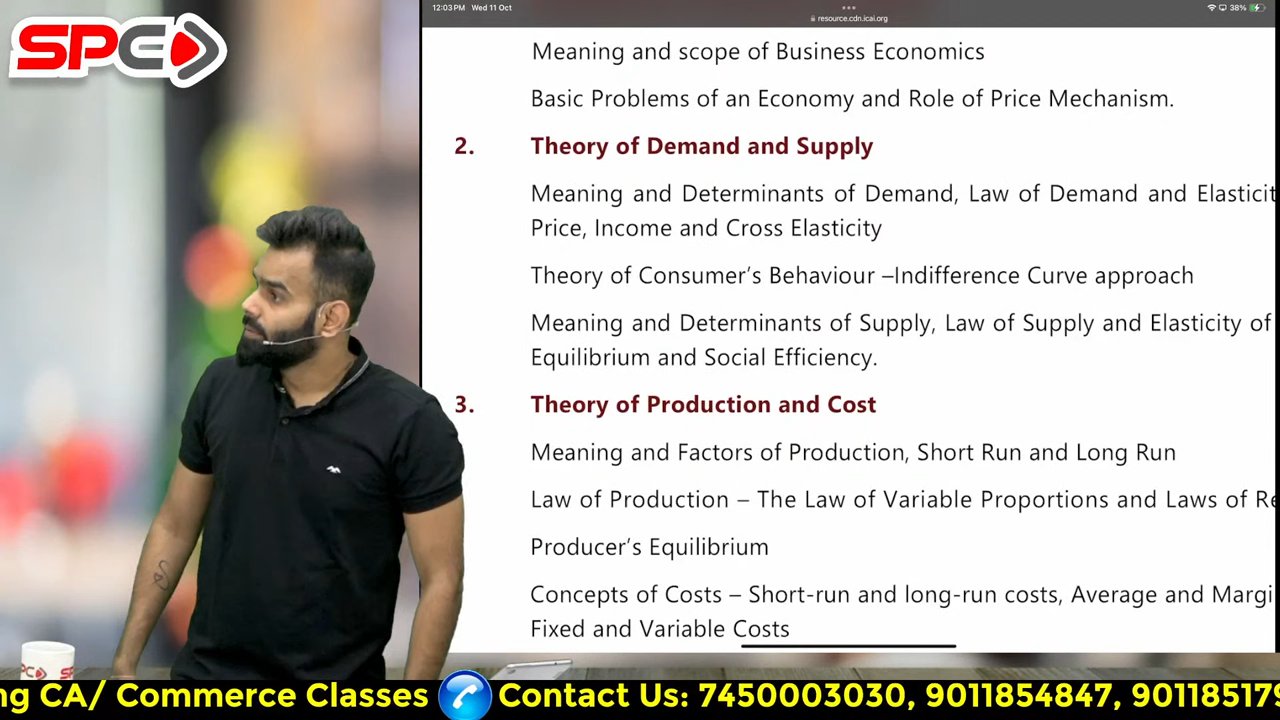 SPC
12:03 PM Wed 11 Oct
resource.cdn.icai.org
38%
Meaning and scope of Business Economics
Basic Problems of an Economy and Role of Price Mechanism.
2. Theory of Demand and Supply
Meaning and Determinants of Demand, Law of Demand and Elasticit
Price, Income and Cross Elasticity
Theory of Consumer’s Behaviour –Indifference Curve approach
Meaning and Determinants of Supply, Law of Supply and Elasticity of
Equilibrium and Social Efficiency.
3. Theory of Production and Cost
Meaning and Factors of Production, Short Run and Long Run
Law of Production – The Law of Variable Proportions and Laws of Re
Producer’s Equilibrium
Concepts of Costs – Short-run and long-run costs, Average and Margi
Fixed and Variable Costs
SPC
ng CA/ Commerce Classes Contact Us: 7450003030, 9011854847, 901185179